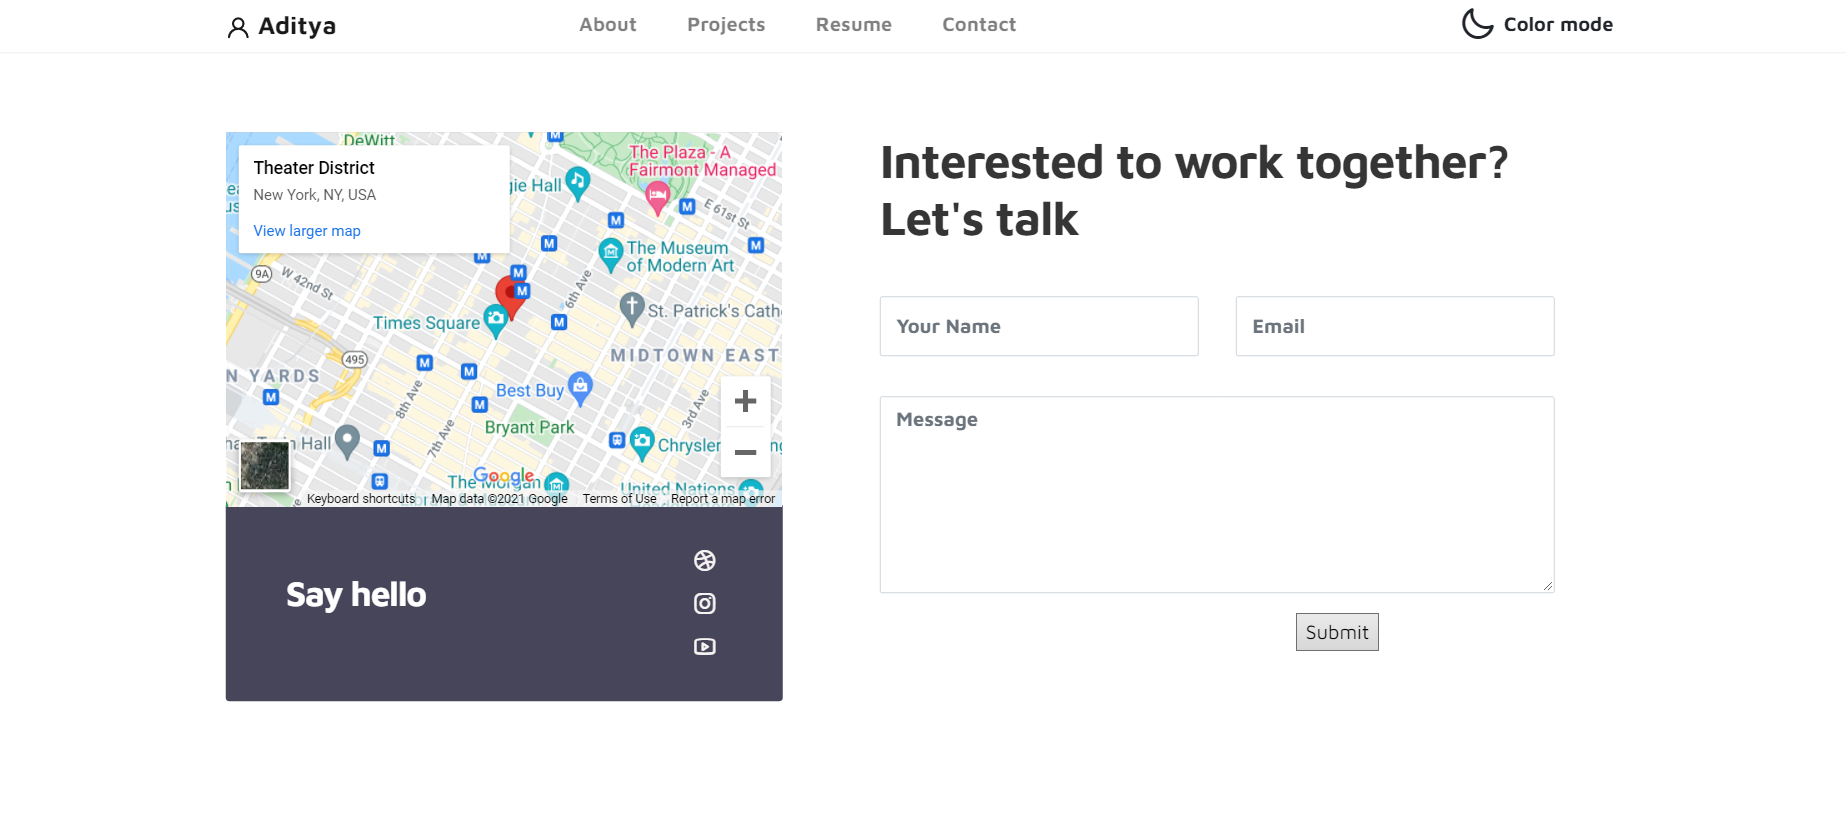 Aditya
About
Projects
Resume
Contact
Color mode
Theater District
New York, NY, USA
View larger map
DeWitt
The Plaza - A
Fairmont Managed
gie Hall
E 61st St
The Museum
of Modern Art
9A
W 42nd St
6th Ave
St. Patrick's Cath
Times Square
MIDTOWN EAST
495
N YARDS
Best Buy
8th Ave
3rd Ave
Bryant Park
7th Ave
Hall
Chrysler
The Morgan
Google
United Nations
Keyboard shortcuts
Map data ©2021 Google
Terms of Use
Report a map error
Say hello
Interested to work together?
Let's talk
Your Name
Email
Message
Submit